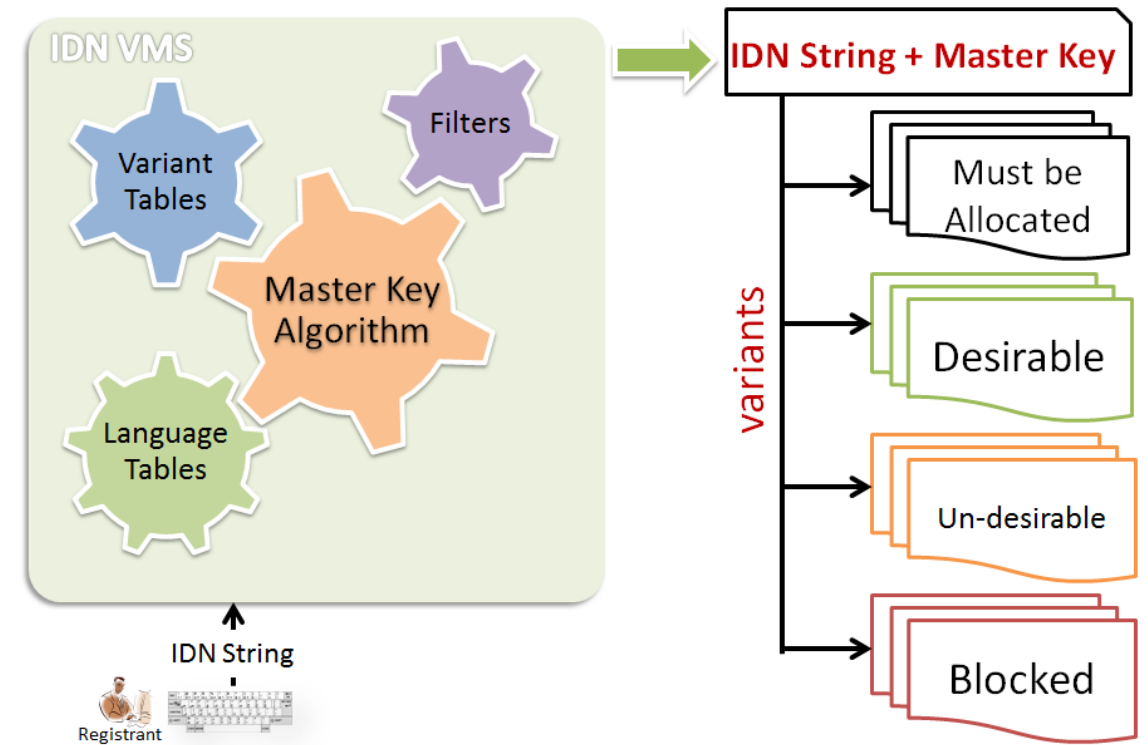 IDN VMS
Filters
Variant
Tables
Master Key
Algorithm
Language
Tables
IDN String
Registrant
IDN String + Master Key
variants
Must be
Allocated
Desirable
Un-desirable
Blocked